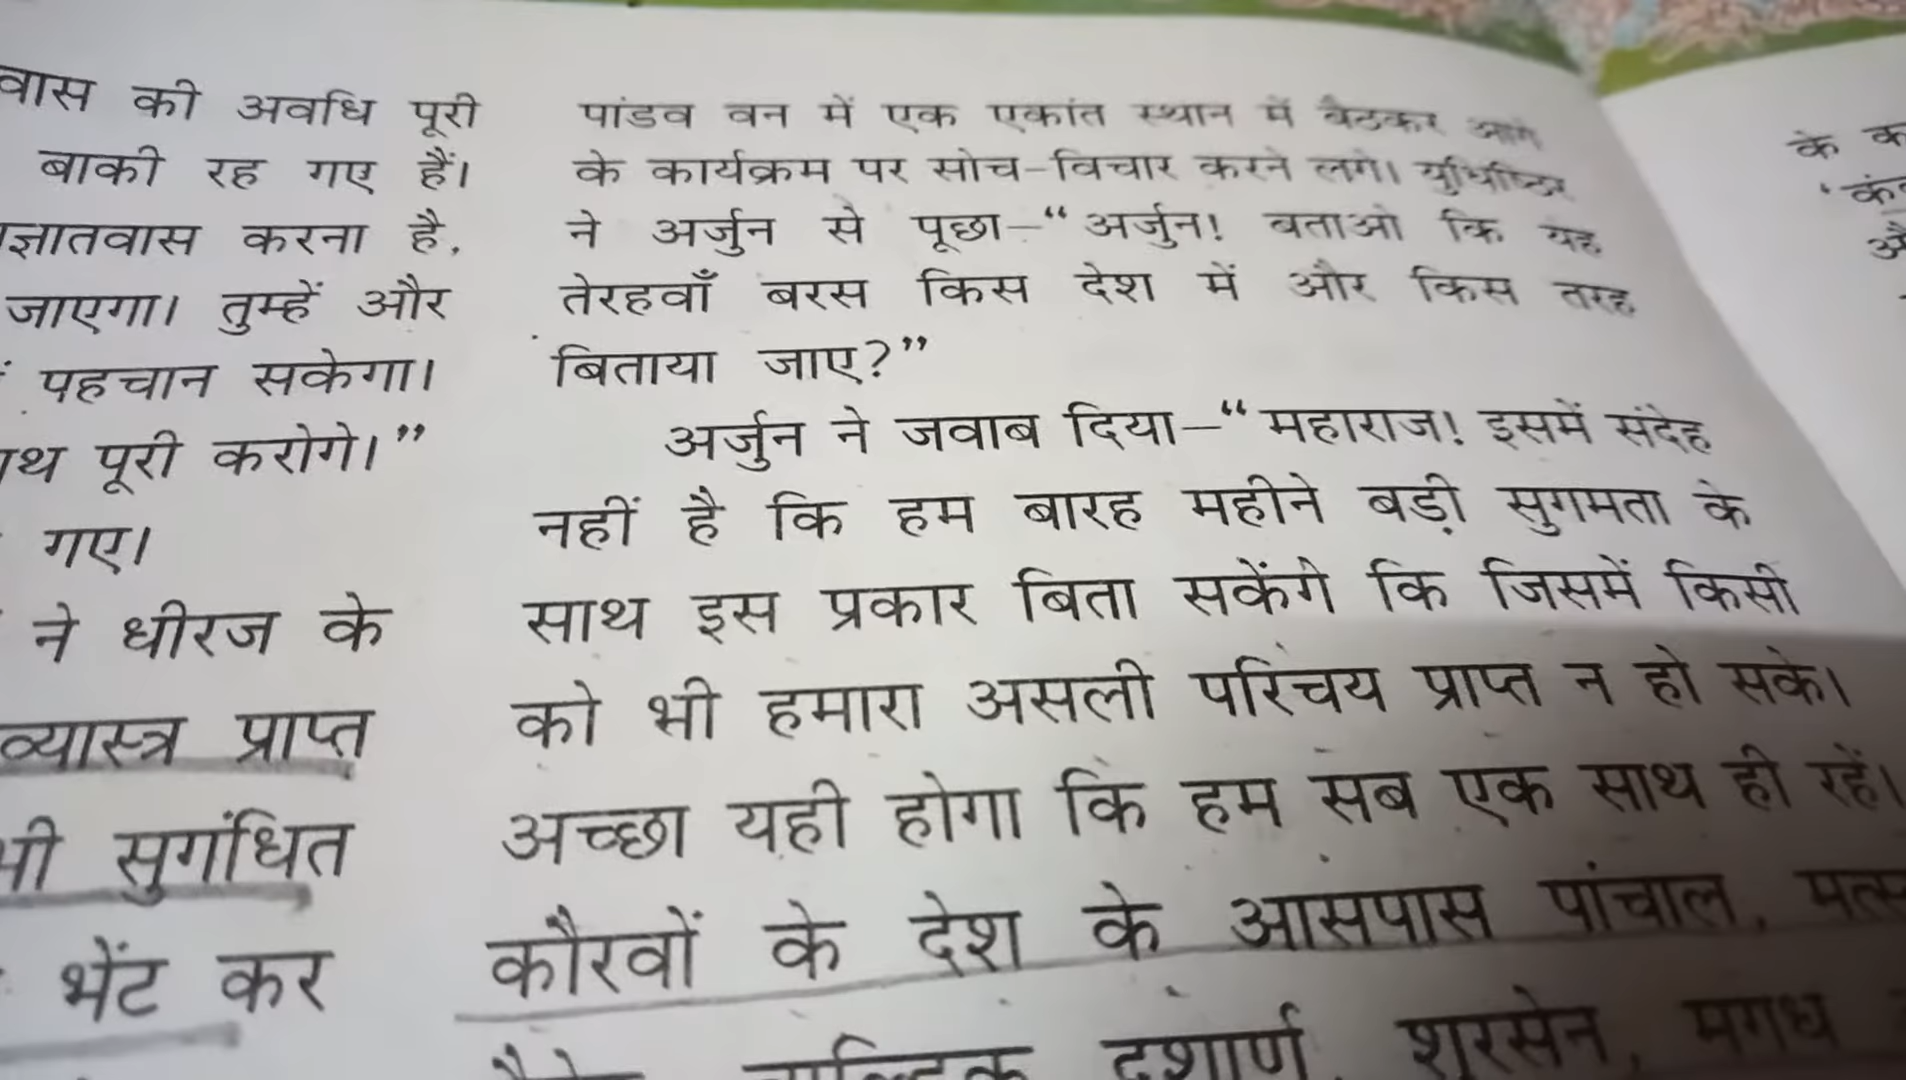 वास की अवधि पूरी
बाकी रह गए हैं।
ज्ञातवास करना है,
जाएगा। तुम्हें और
पहचान सकेगा।
पूरी करोगे।”
गए।
ने धीरज के
व्यास्त्र प्राप्त
भी सुगंधित
भेंट कर
पांडव वन में एक एकांत स्थान में बैठकर आगे
के कार्यक्रम पर सोच-विचार करने लगे। युधिष्ठिर
ने अर्जुन से पूछा–“अर्जुन! बताओ कि यह
तेरहवाँ बरस किस देश में और किस तरह
बिताया जाए?”
अर्जुन ने जवाब दिया–“महाराज! इसमें संदेह
नहीं है कि हम बारह महीने बड़ी सुगमता के
साथ इस प्रकार बिता सकेंगे कि जिसमें किसी
को भी हमारा असली परिचय प्राप्त न हो सके।
अच्छा यही होगा कि हम सब एक साथ ही रहें।
कौरवों के देश के आसपास पांचाल,
दशार्ण, शूरसेन, मगध
के